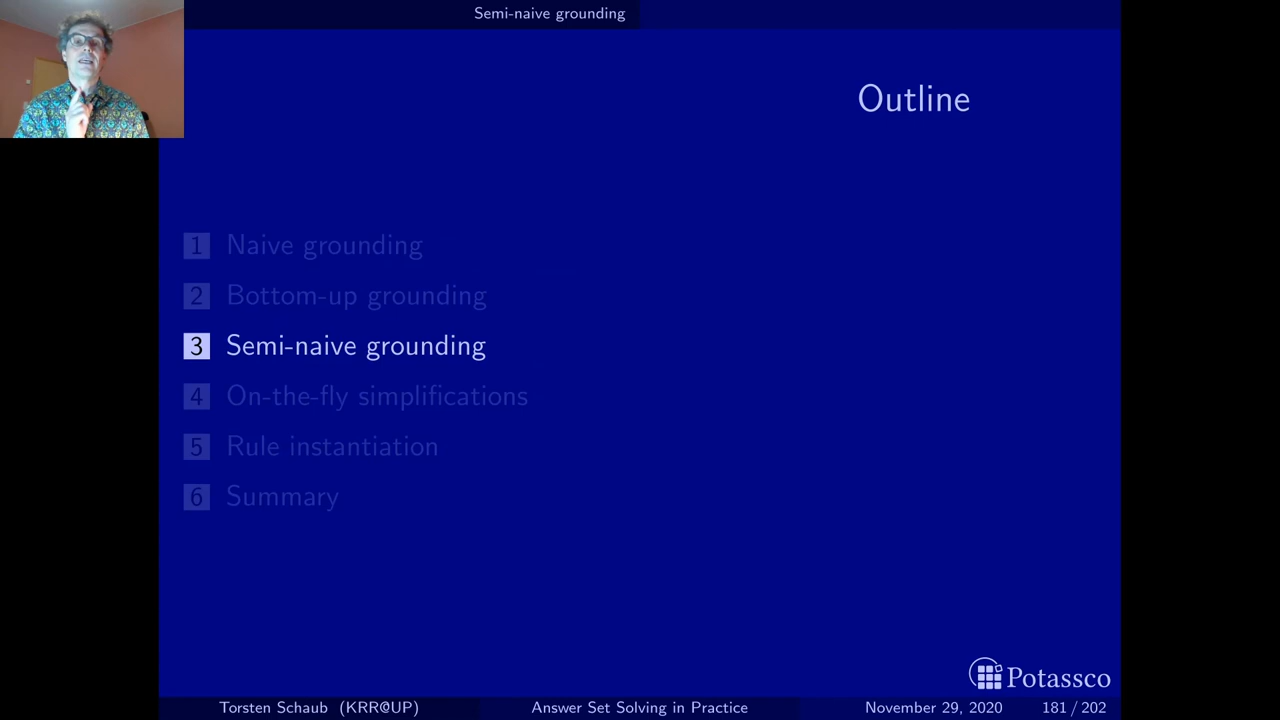 Semi-naive grounding
Outline
1 Naive grounding
2 Bottom-up grounding
3 Semi-naive grounding
4 On-the-fly simplifications
5 Rule instantiation
6 Summary
Potassco
Torsten Schaub (KRR@UP) Answer Set Solving in Practice November 29, 2020 181 / 202